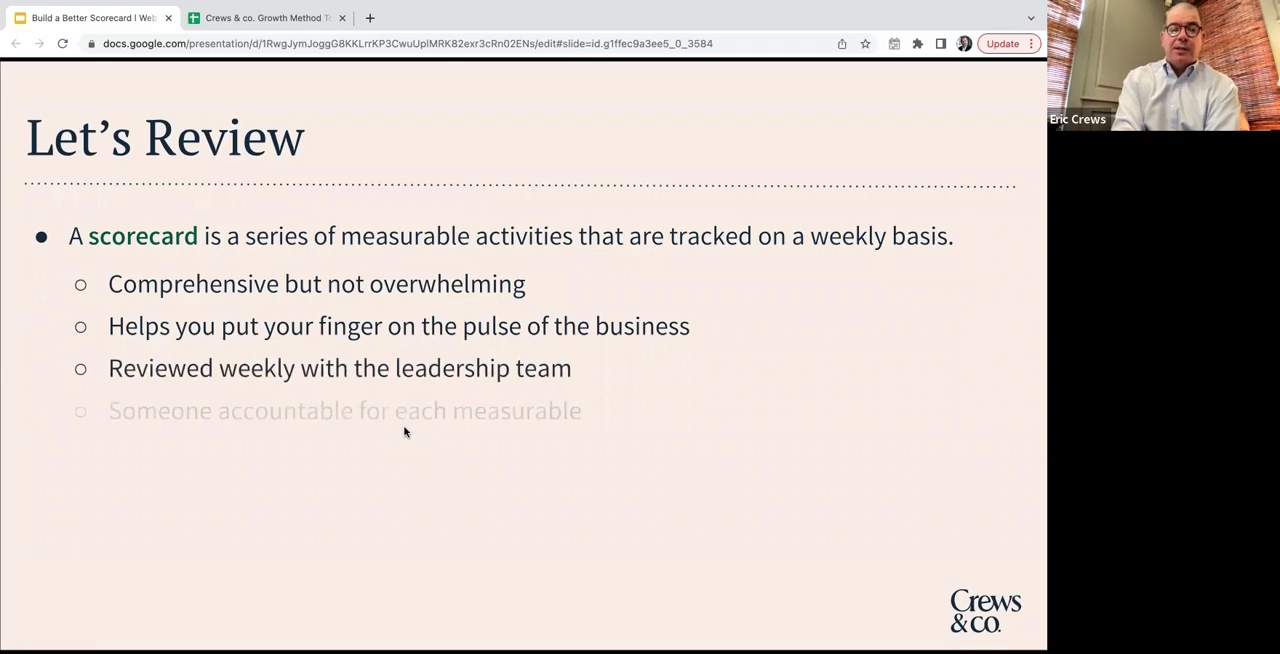 Build a Better Scorecard I Web
Crews & co. Growth Method To
docs.google.com/presentation/d/1RwgJymJoggG8KKLrrKP3CwuUplMRK82exr3cRn02ENs/edit#slide=id.g1ffec9a3ee5_0_3584
Update
Eric Crews
Let's Review
● A scorecard is a series of measurable activities that are tracked on a weekly basis.
○ Comprehensive but not overwhelming
○ Helps you put your finger on the pulse of the business
○ Reviewed weekly with the leadership team
○ Someone accountable for each measurable
Crews
& co.